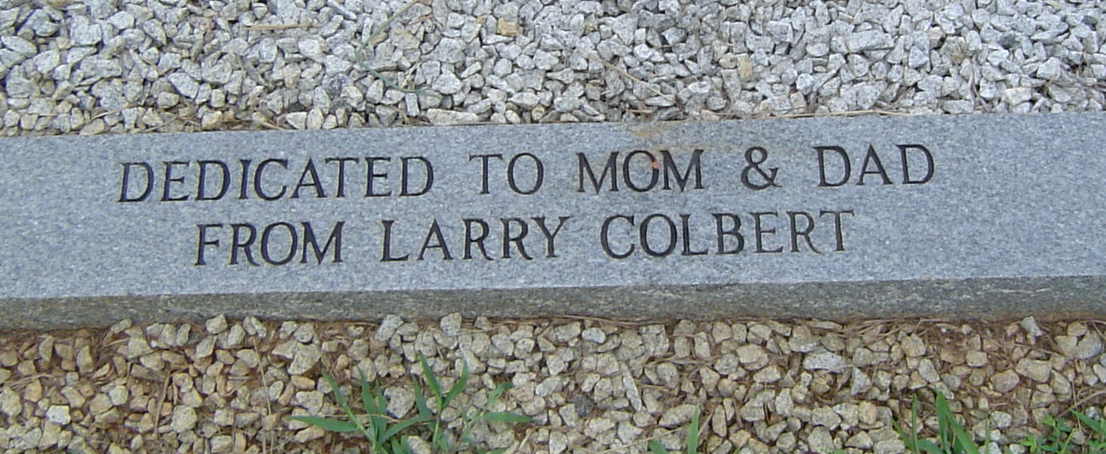 DEDICATED TO MOM & DAD
FROM LARRY COLBERT